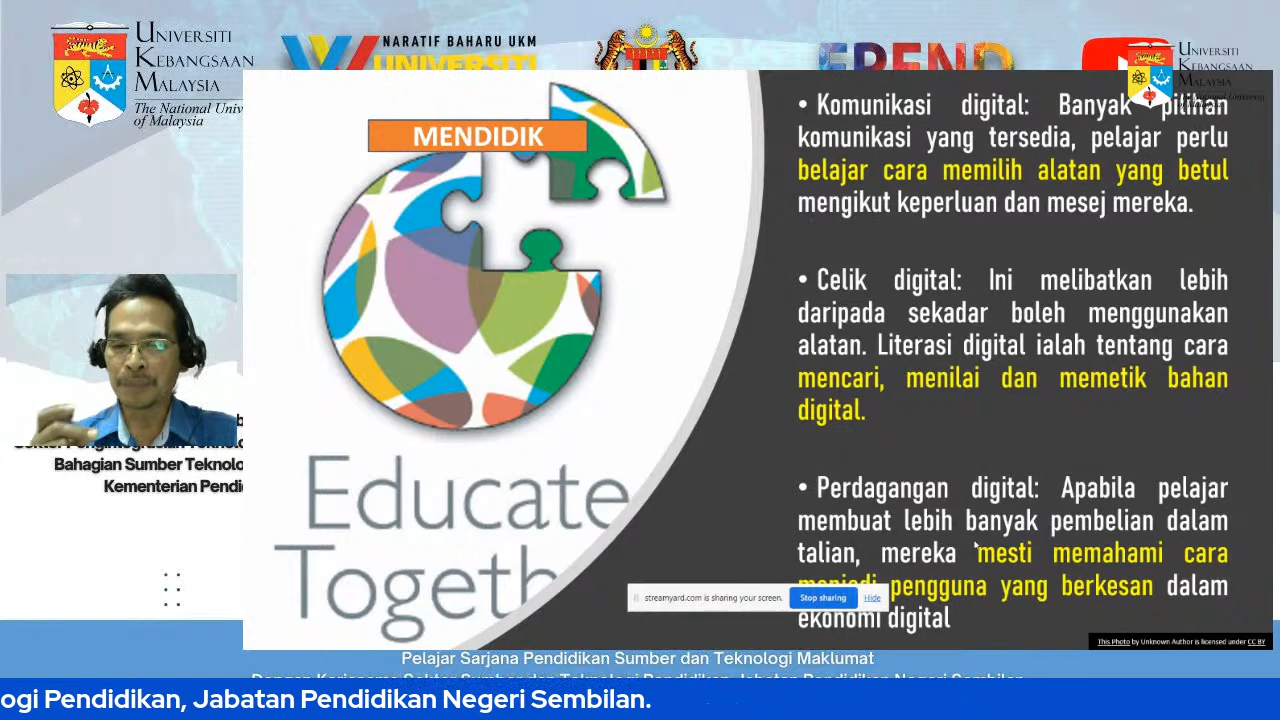 UNIVERSITI
KEBANGSAAN
MALAYSIA
The National Univ
of Malaysia
NARATIF BAHARU UKM
UNIVERSITI
UNIVERSITI
KEBANGSAAN
MALAYSIA
MENDIDIK
Educate
Togeth
• Komunikasi digital: Banyak pilihan
komunikasi yang tersedia, pelajar perlu
belajar cara memilih alatan yang betul
mengikut keperluan dan mesej mereka.
• Celik digital: Ini melibatkan lebih
daripada sekadar boleh menggunakan
alatan. Literasi digital ialah tentang cara
mencari, menilai dan memetik bahan
digital.
• Perdagangan digital: Apabila pelajar
membuat lebih banyak pembelian dalam
talian, mereka mesti memahami cara
menjadi pengguna yang berkesan dalam
ekonomi digital
streamyard.com is sharing your screen. Stop sharing Hide
This Photo by Unknown Author is licensed under CC BY
Bahagian Sumber Teknolo
Kementerian Pendi
Pelajar Sarjana Pendidikan Sumber dan Teknologi Maklumat
ogi Pendidikan, Jabatan Pendidikan Negeri Sembilan.